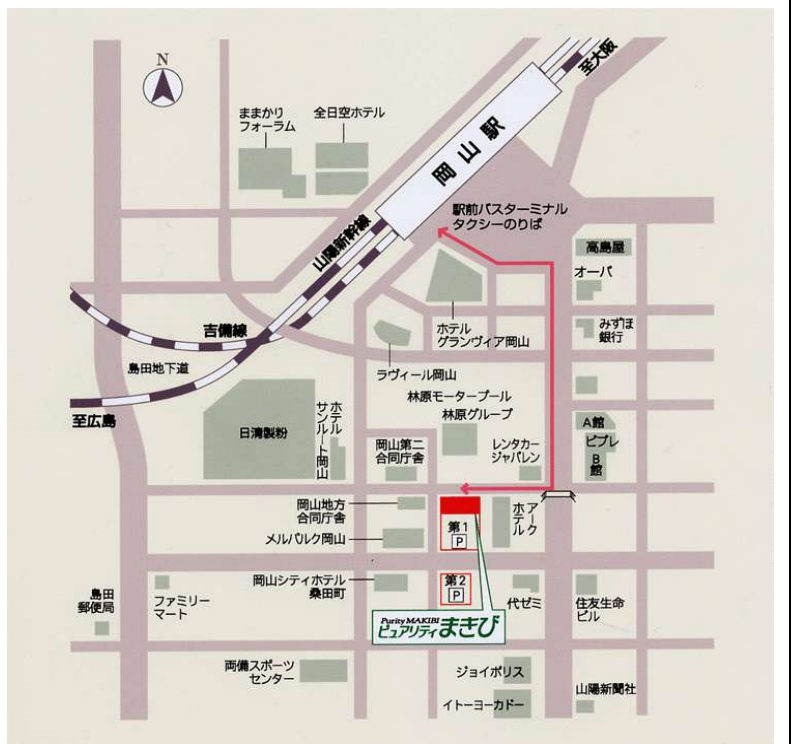 N
至大阪
ままかり
フォーラム
全日空ホテル
岡山駅
駅前バスターミナル
タクシーのりば
山陽新幹線
高島屋
オーパ
ホテル
グランヴィア岡山
みずほ
銀行
吉備線
島田地下道
ラヴィール岡山
至広島
林原モータープール
林原グループ
日清製粉
ホテル
サンルート岡山
岡山第二
合同庁舎
レンタカー
ジャパレン
A館
ビブレ
B
館
岡山地方
合同庁舎
アーク
ホテル
メルパルク岡山
第1
P
島田
郵便局
ファミリー
マート
岡山シティホテル
桑田町
第2
P
代ゼミ
住友生命
ビル
Purity MAKIBI
ピュアリティまきび
両備スポーツ
センター
ジョイポリス
イトーヨーカドー
山陽新聞社